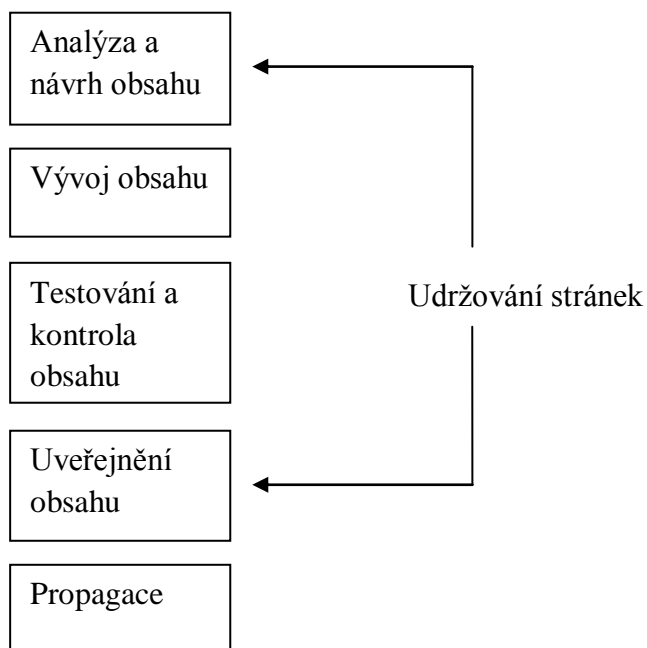 Analýza a
návrh obsahu
Vývoj obsahu
Testování a
kontrola
obsahu
Udržování stránek
Uveřejnění
obsahu
Propagace